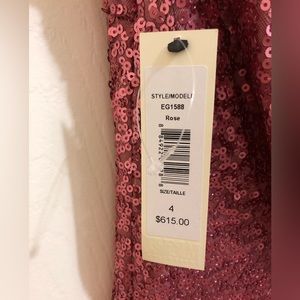 STYLE/MODELE
EG1588
Rose
SIZE/TAILLE
4
$615.00